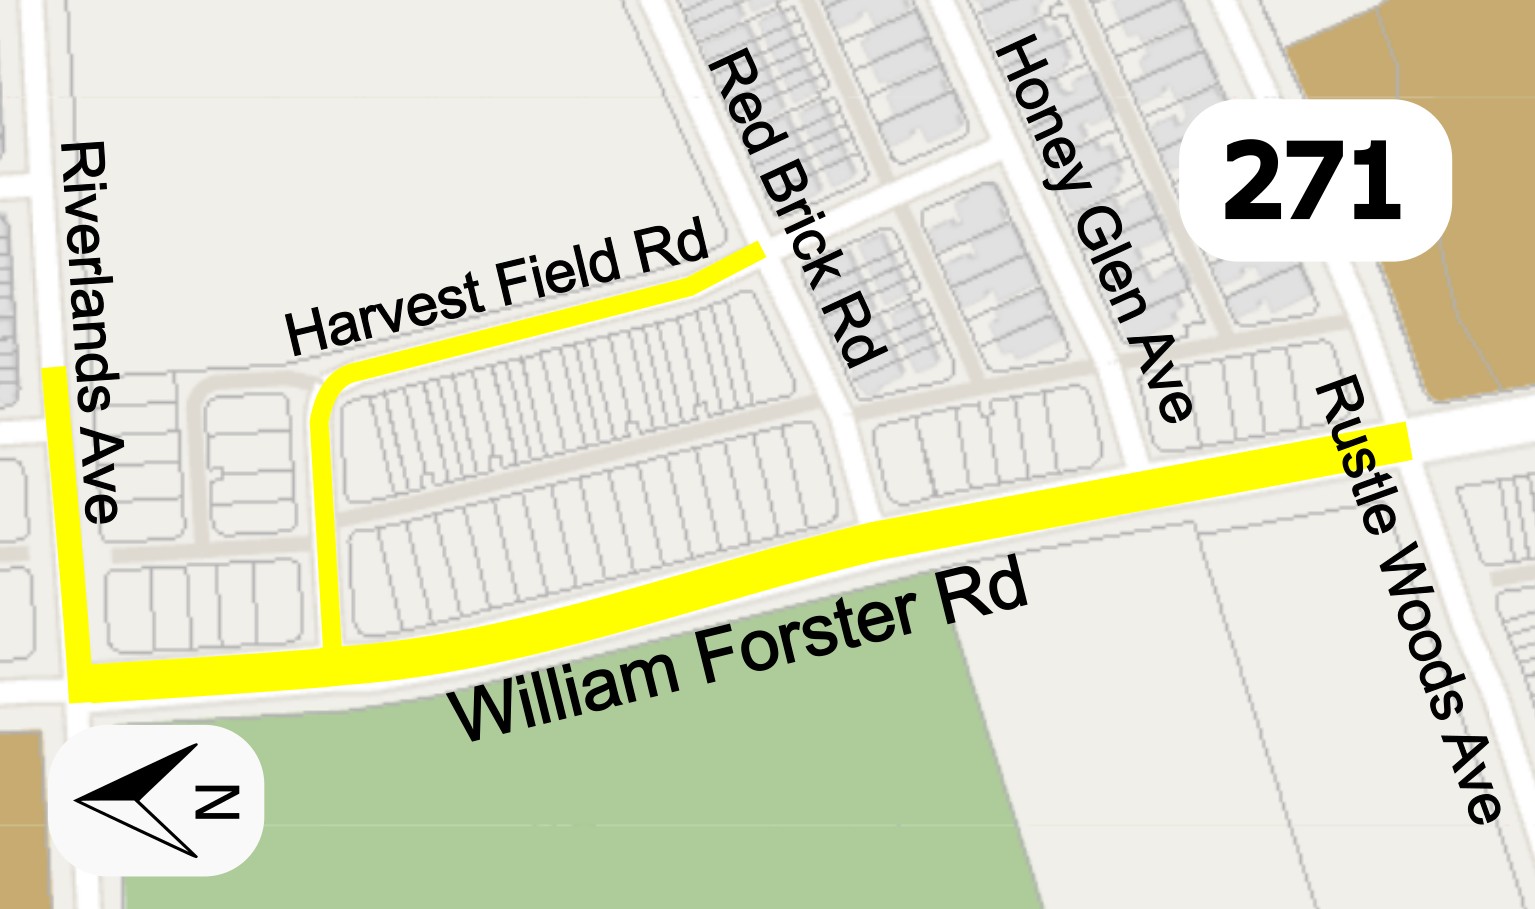 Red Brick Rd
Honey Glen Ave
271
Riverlands Ave
Harvest Field Rd
Rustle Woods Ave
William Forster Rd
N